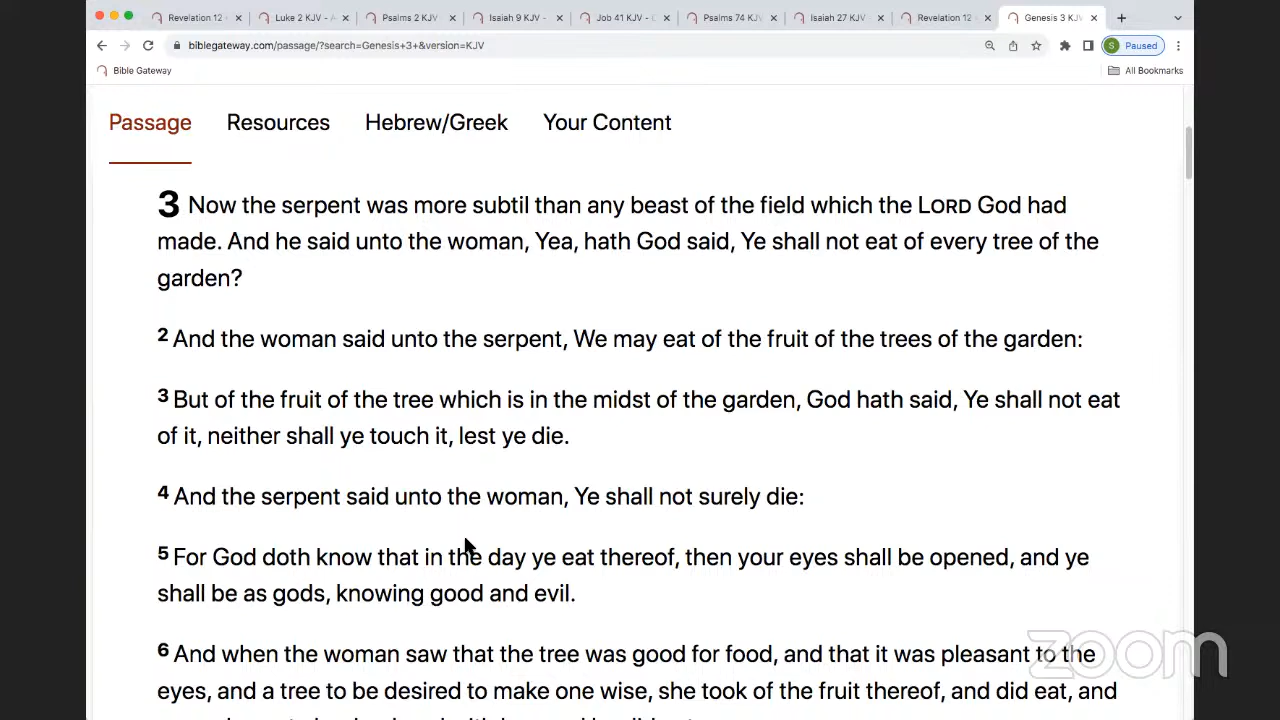 Revelation 12 - Luke 2 KJV - A Psalms 2 KJV Isaiah 9 KJV - Job 41 KJV - Psalms 74 KJV Isaiah 27 KJV Revelation 12 - Genesis 3 KJV
biblegateway.com/passage/?search=Genesis+3+&version=KJV S Paused
Bible Gateway All Bookmarks
Passage Resources Hebrew/Greek Your Content
3 Now the serpent was more subtil than any beast of the field which the LORD God had
made. And he said unto the woman, Yea, hath God said, Ye shall not eat of every tree of the
garden?
2 And the woman said unto the serpent, We may eat of the fruit of the trees of the garden:
3 But of the fruit of the tree which is in the midst of the garden, God hath said, Ye shall not eat
of it, neither shall ye touch it, lest ye die.
4 And the serpent said unto the woman, Ye shall not surely die:
5 For God doth know that in the day ye eat thereof, then your eyes shall be opened, and ye
shall be as gods, knowing good and evil.
6 And when the woman saw that the tree was good for food, and that it was pleasant to the
eyes, and a tree to be desired to make one wise, she took of the fruit thereof, and did eat, and
zoom